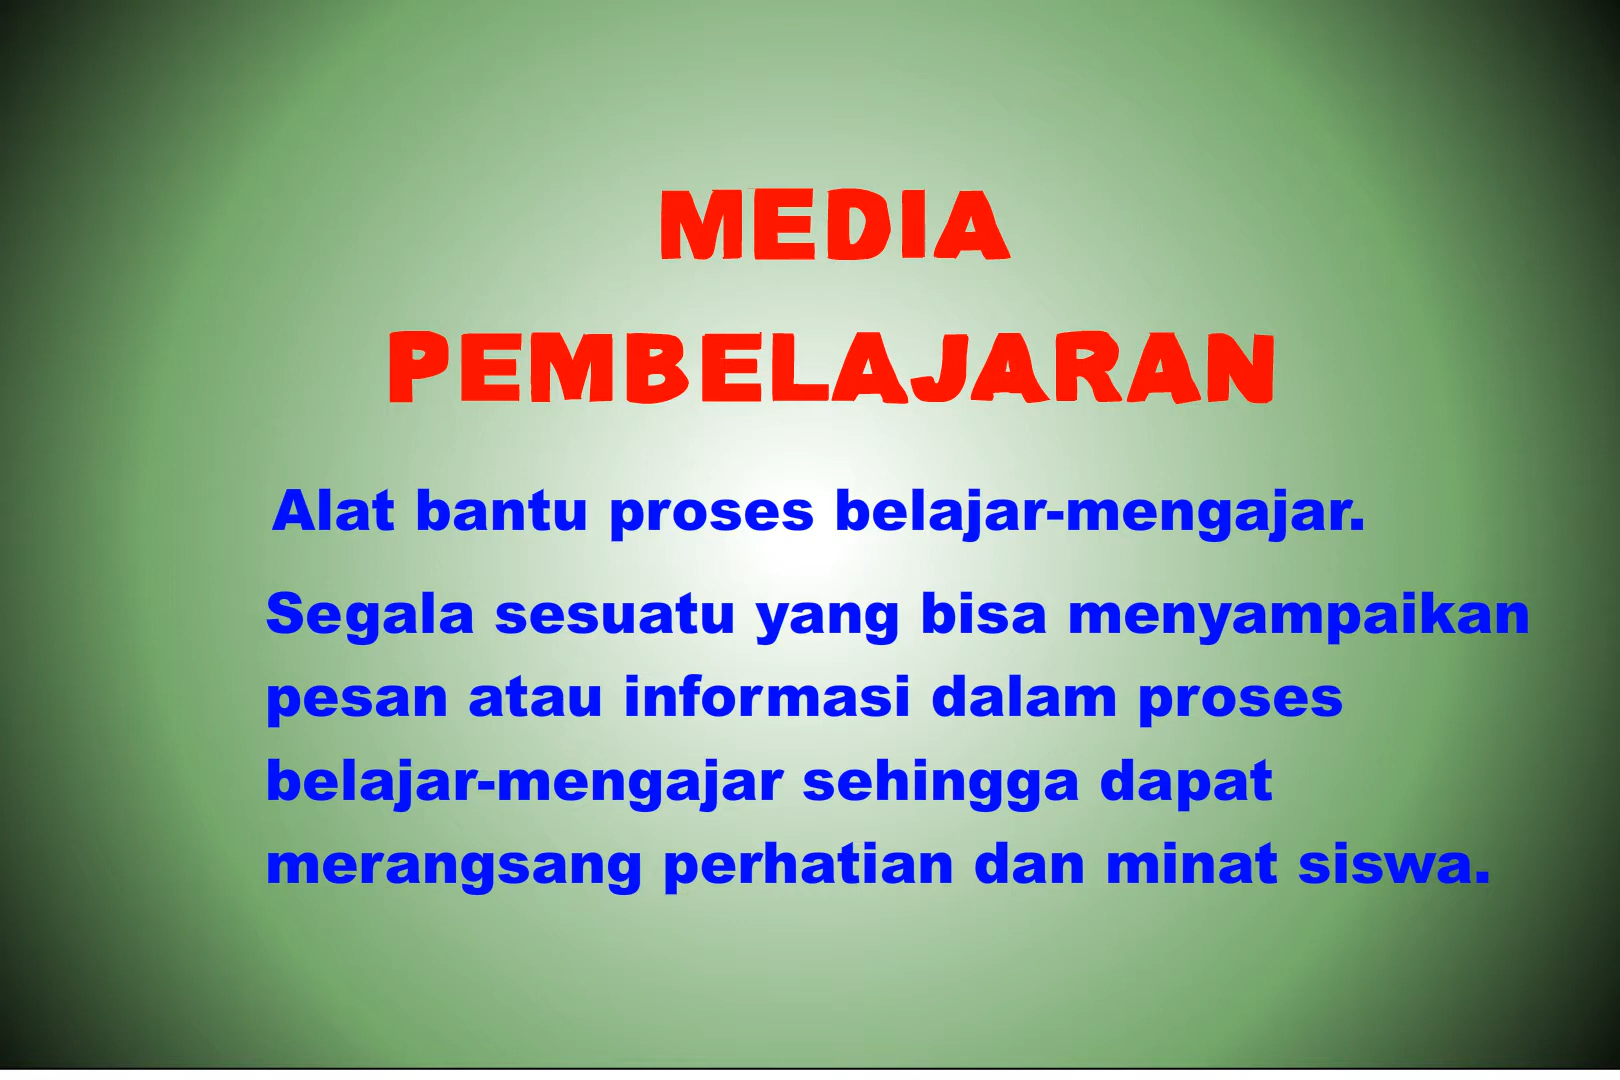 MEDIA
PEMBELAJARAN
Alat bantu proses belajar-mengajar.
Segala sesuatu yang bisa menyampaikan
pesan atau informasi dalam proses
belajar-mengajar sehingga dapat
merangsang perhatian dan minat siswa.